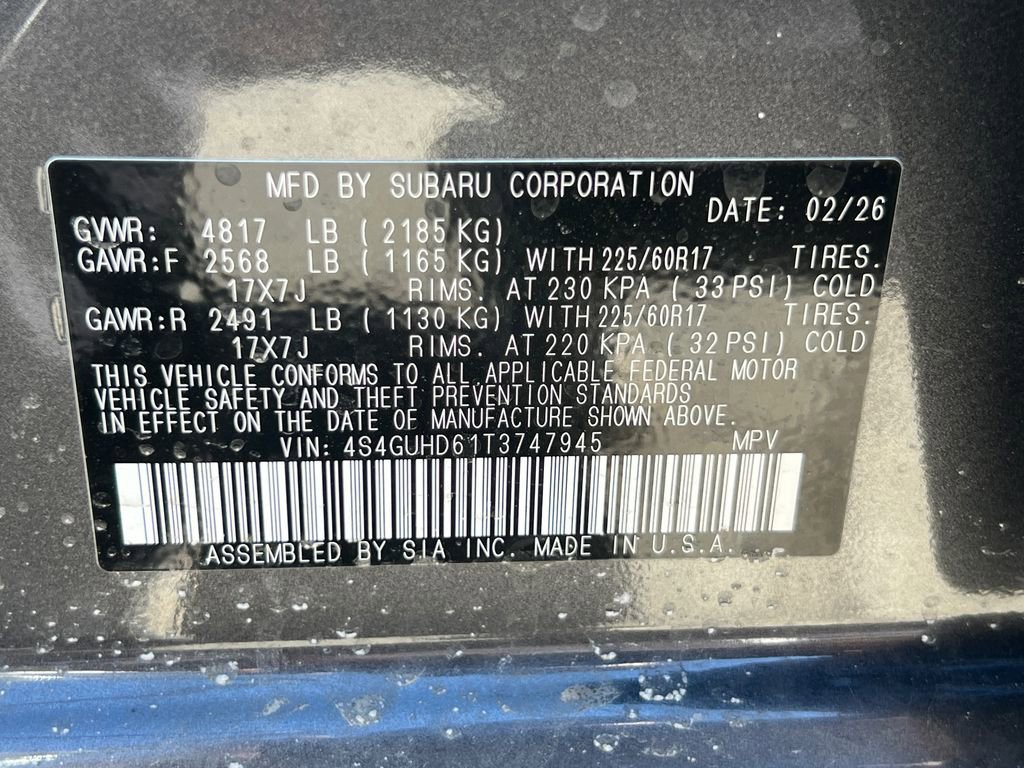 MFD BY SUBARU CORPORATION
DATE: 02/26
GVWR: 4817 LB ( 2185 KG)
GAWR:F 2568 LB ( 1165 KG) WITH 225/60R17 TIRES.
17X7J RIMS. AT 230 KPA ( 33 PSI) COLD
GAWR:R 2491 LB ( 1130 KG) WITH 225/60R17 TIRES.
17X7J RIMS. AT 220 KPA ( 32 PSI) COLD
THIS VEHICLE CONFORMS TO ALL APPLICABLE FEDERAL MOTOR
VEHICLE SAFETY AND THEFT PREVENTION STANDARDS
IN EFFECT ON THE DATE OF MANUFACTURE SHOWN ABOVE.
VIN: 4S4GUHD61T3747945 MPV
ASSEMBLED BY SIA INC. MADE IN U.S.A.